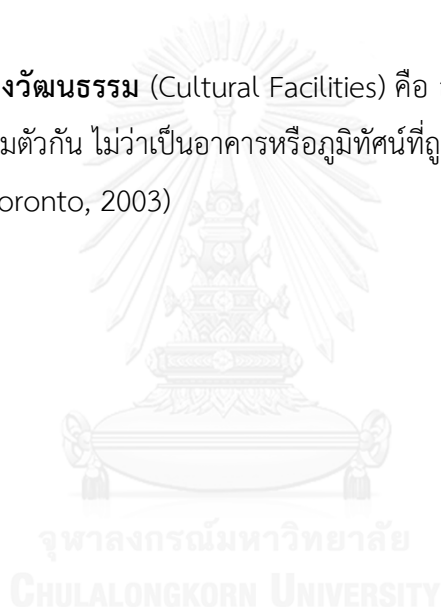 งวัฒนธรรม (Cultural Facilities) คือ
มตัวกัน ไม่ว่าเป็นอาคารหรือภูมิทัศน์ที่ถู
oronto, 2003)
จุฬาลงกรณ์มหาวิทยาลัย
CHULALONGKORN UNIVERSITY